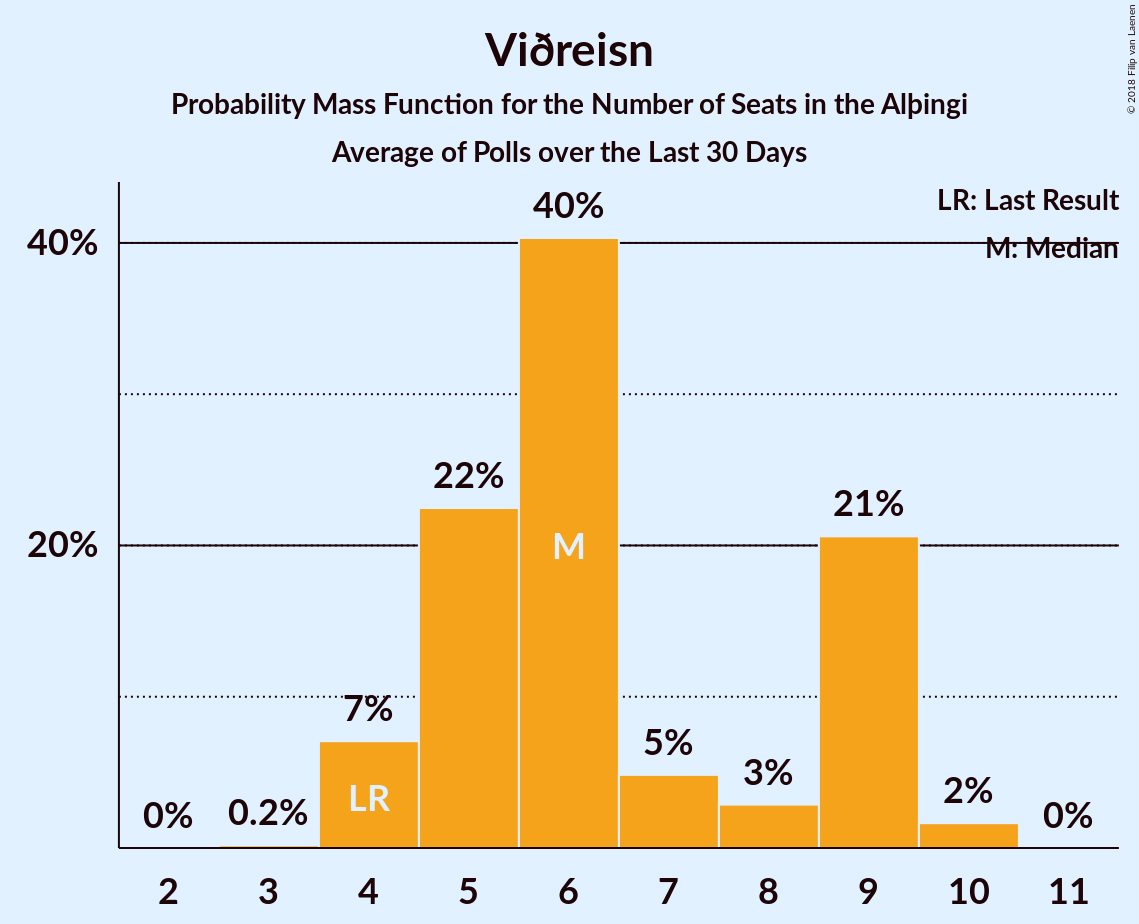 Viðreisn
Probability Mass Function for the Number of Seats in the Alþingi
Average of Polls over the Last 30 Days
© 2018 Filip van Laenen
LR: Last Result
M: Median
40%
20%
0%
0.2%
7%
22%
40%
5%
3%
21%
2%
0%
LR
M
2 3 4 5 6 7 8 9 10 11